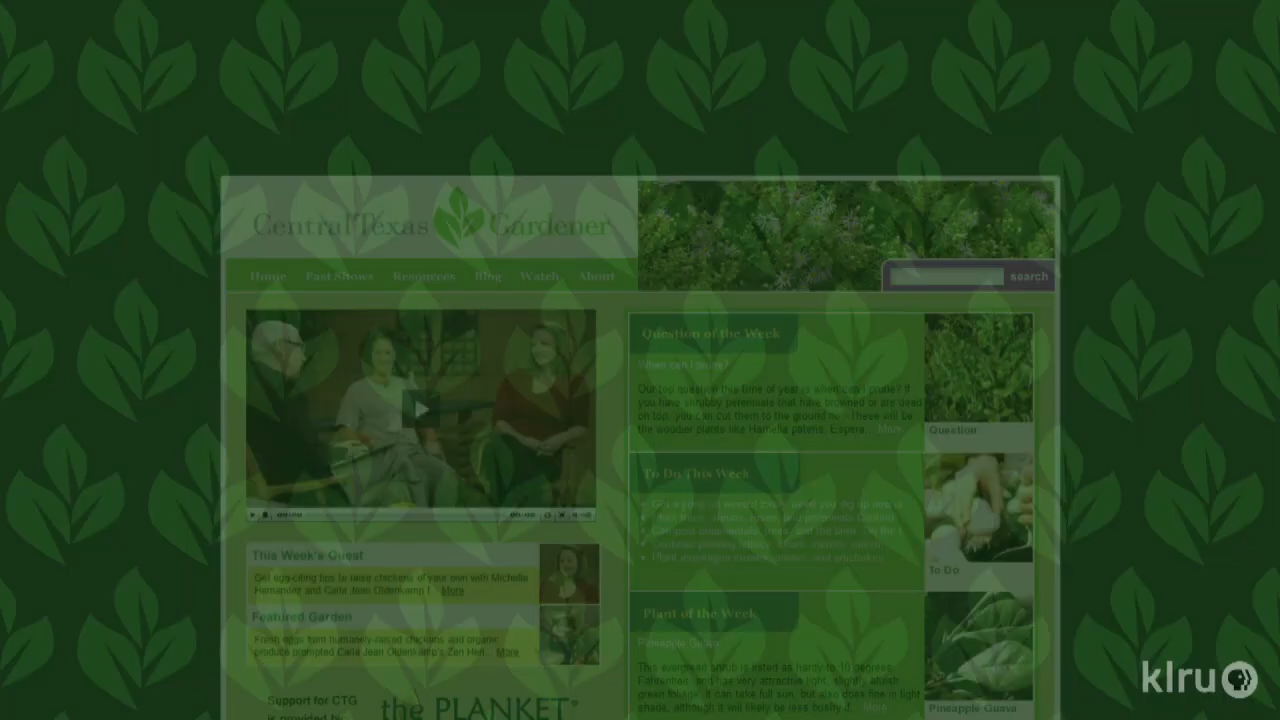 Central Texas Gardener
Home Past Shows Resources Blog Watch About
search
Question of the Week
When can I prune?
Our top question this time of year is when can I prune? If
you have shrubby perennials that have browned or are dead
on top, you can cut them to the ground now. These will be
the woodier plants like Hamelia patens, Espera... More
Question
To Do This Week
To Do
This Week's Guest
Get egg-citing tips to raise chickens of your own with Michelle
Hernandez and Carla Jean Oldenkamp f... More
Featured Garden
Fresh eggs from humanely-raised chickens and organic
produce prompted Carla Jean Oldenkamp's Zen Hen... More
Plant of the Week
Pineapple Guava
This evergreen shrub is listed as hardy to 10 degrees
Fahrenheit, and has very attractive light, slightly bluish
green foliage. It can take full sun, but also does fine in light
shade, although it will likely be less bushy if... More
Pineapple Guava
Support for CTG
is provided by
the PLANKET®
klru